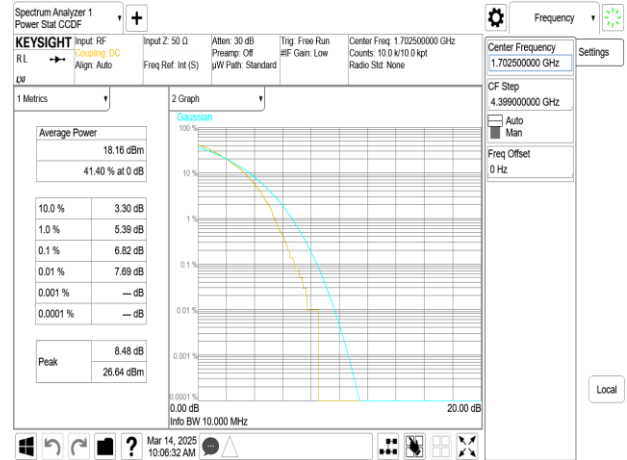 Spectrum Analyzer 1
Power Stat CCDF
Frequency
KEYSIGHT
RL
LXI
Input: RF
Coupling: DC
Align: Auto
Input Z: 50 Ω
Freq Ref: Int (S)
Atten: 30 dB
Preamp: Off
µW Path: Standard
Trig: Free Run
#IF Gain: Low
Center Freq: 1.702500000 GHz
Counts: 10.0 k/10.0 kpt
Radio Std: None
Center Frequency
1.702500000 GHz
Settings
CF Step
4.399000000 GHz
Auto
Man
Freq Offset
0 Hz
Local
1 Metrics
Average Power
18.16 dBm
41.40 % at 0 dB
10.0 % 3.30 dB
1.0 % 5.39 dB
0.1 % 6.82 dB
0.01 % 7.69 dB
0.001 % --- dB
0.0001 % --- dB
Peak
8.48 dB
26.64 dBm
2 Graph
Gaussian
100 %
10 %
1 %
0.1 %
0.01 %
0.001 %
0.0001 %
0.00 dB
20.00 dB
Info BW 10.000 MHz
?
Mar 14, 2025
10:06:32 AM